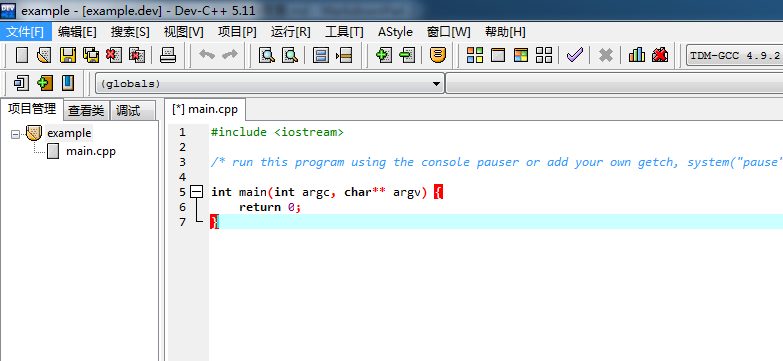 example - [example.dev] - Dev-C++ 5.11
文件[F] 编辑[E] 搜索[S] 视图[V] 项目[P] 运行[R] 工具[T] AStyle 窗口[W] 帮助[H]
TDM-GCC 4.9.2
(globals)
项目管理 查看类 调试 [*] main.cpp
example
main.cpp
1 #include <iostream>
2
3 /* run this program using the console pauser or add your own getch, system("pause"
4
5 int main(int argc, char** argv) {
6 return 0;
7 }